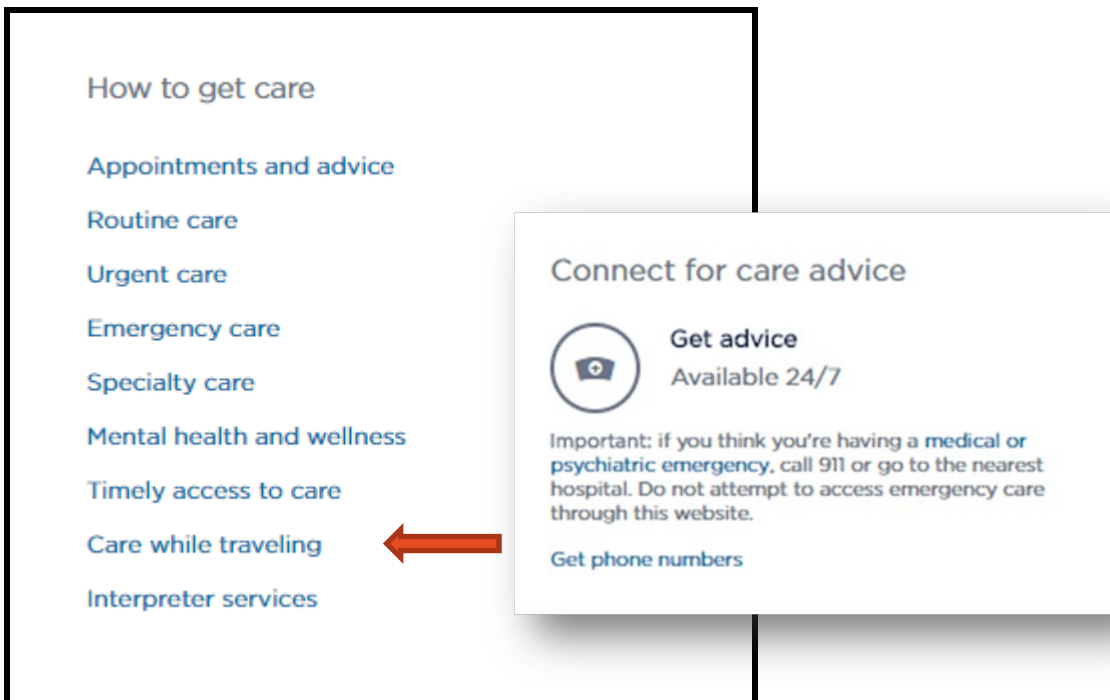 How to get care
Appointments and advice
Routine care
Urgent care
Emergency care
Specialty care
Mental health and wellness
Timely access to care
Care while traveling
Interpreter services
Connect for care advice
Get advice
Available 24/7
Important: if you think you're having a medical or
psychiatric emergency, call 911 or go to the nearest
hospital. Do not attempt to access emergency care
through this website.
Get phone numbers